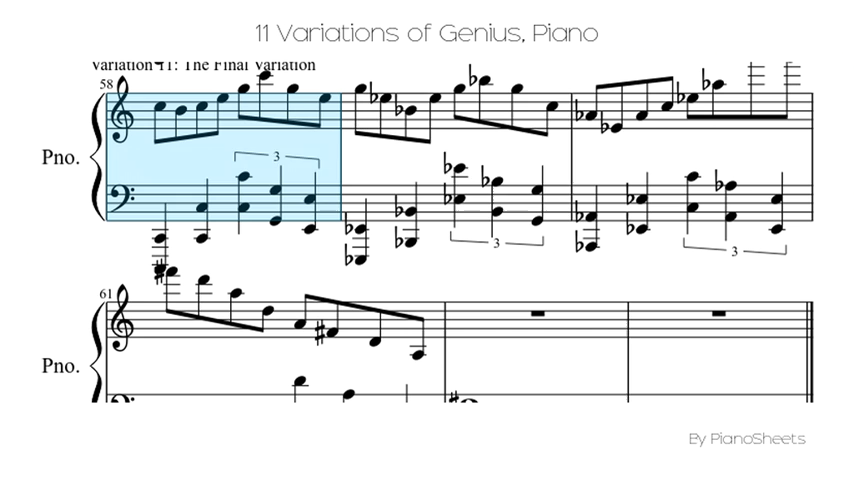 11 Variations of Genius, Piano
Variation 11: The Final Variation
58
3
Pno.
3
3
61
Pno.
By PianoSheets